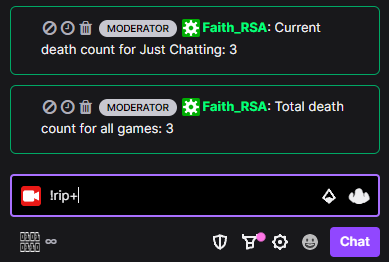 MODERATOR Faith_RSA: Current
death count for Just Chatting: 3
MODERATOR Faith_RSA: Total death
count for all games: 3
!rip+
∞
Chat